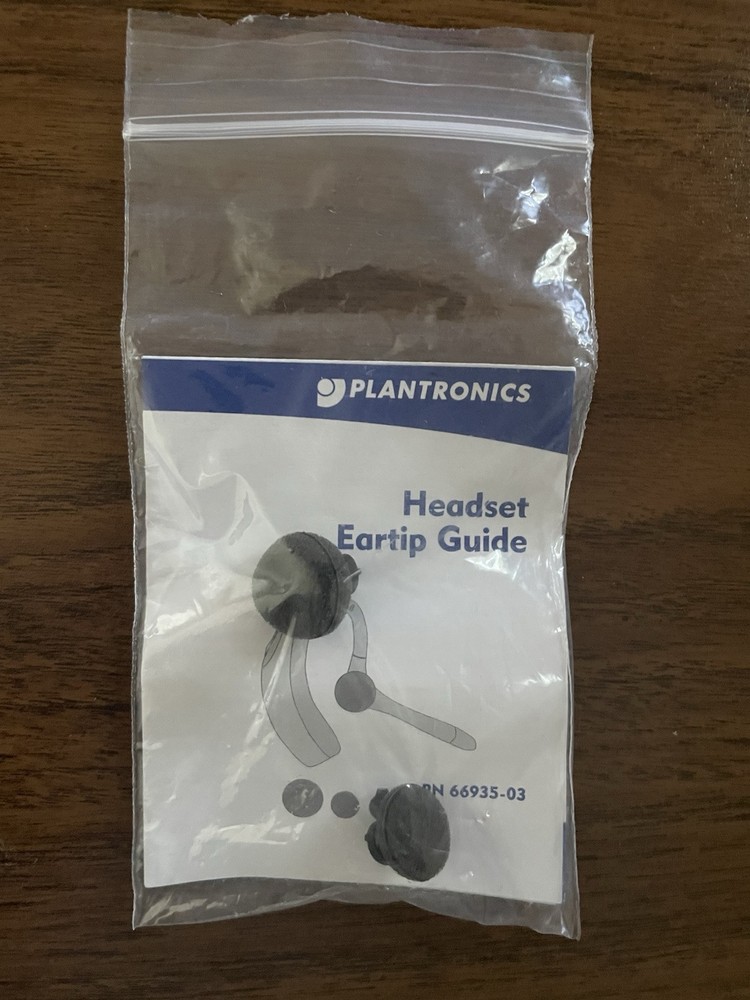 PLANTRONICS
Headset
Eartip Guide
PN 66935-03